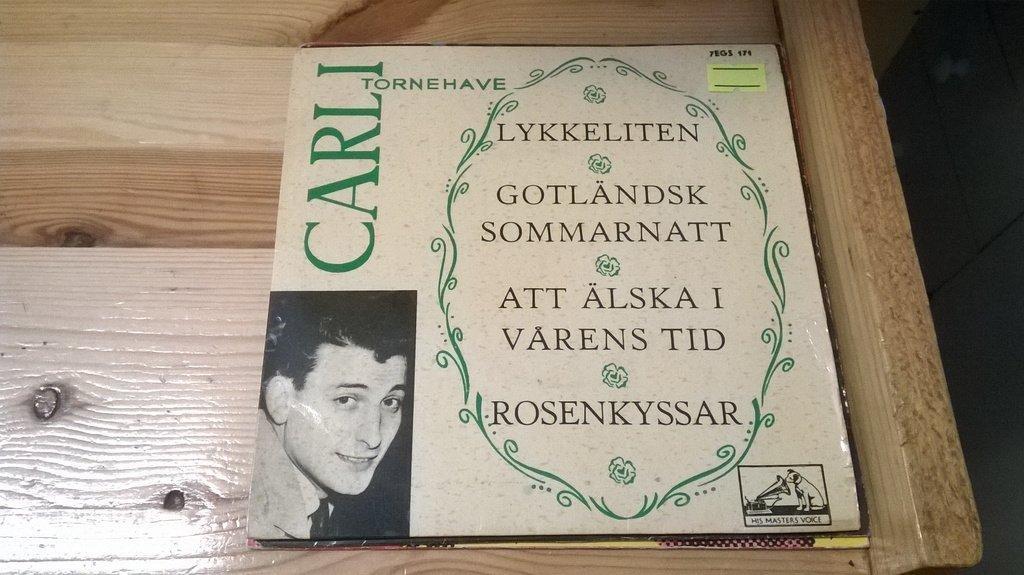 CARLI
TORNEHAVE
7EGS 171
LYKKELITEN
GOTLÄNDSK
SOMMARNATT
ATT ÄLSKA I
VÅRENS TID
ROSENKYSSAR
HIS MASTERS VOICE